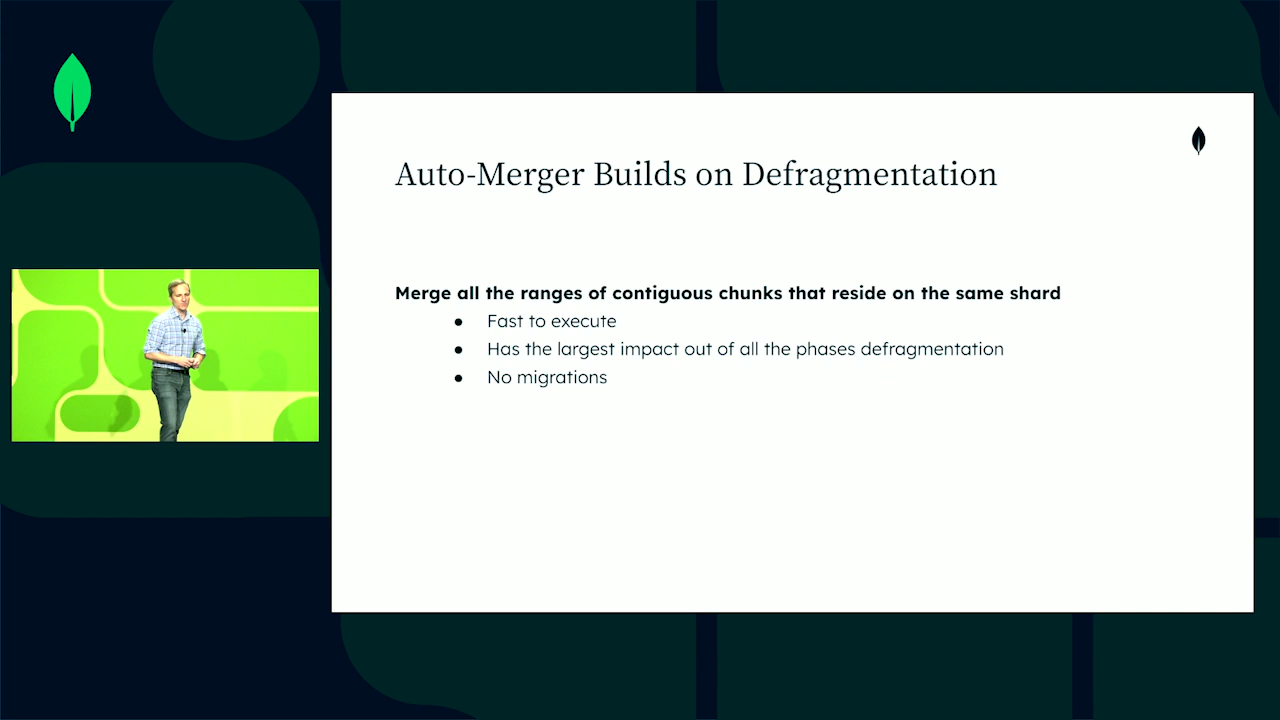 Auto-Merger Builds on Defragmentation
Merge all the ranges of contiguous chunks that reside on the same shard
● Fast to execute
● Has the largest impact out of all the phases defragmentation
● No migrations